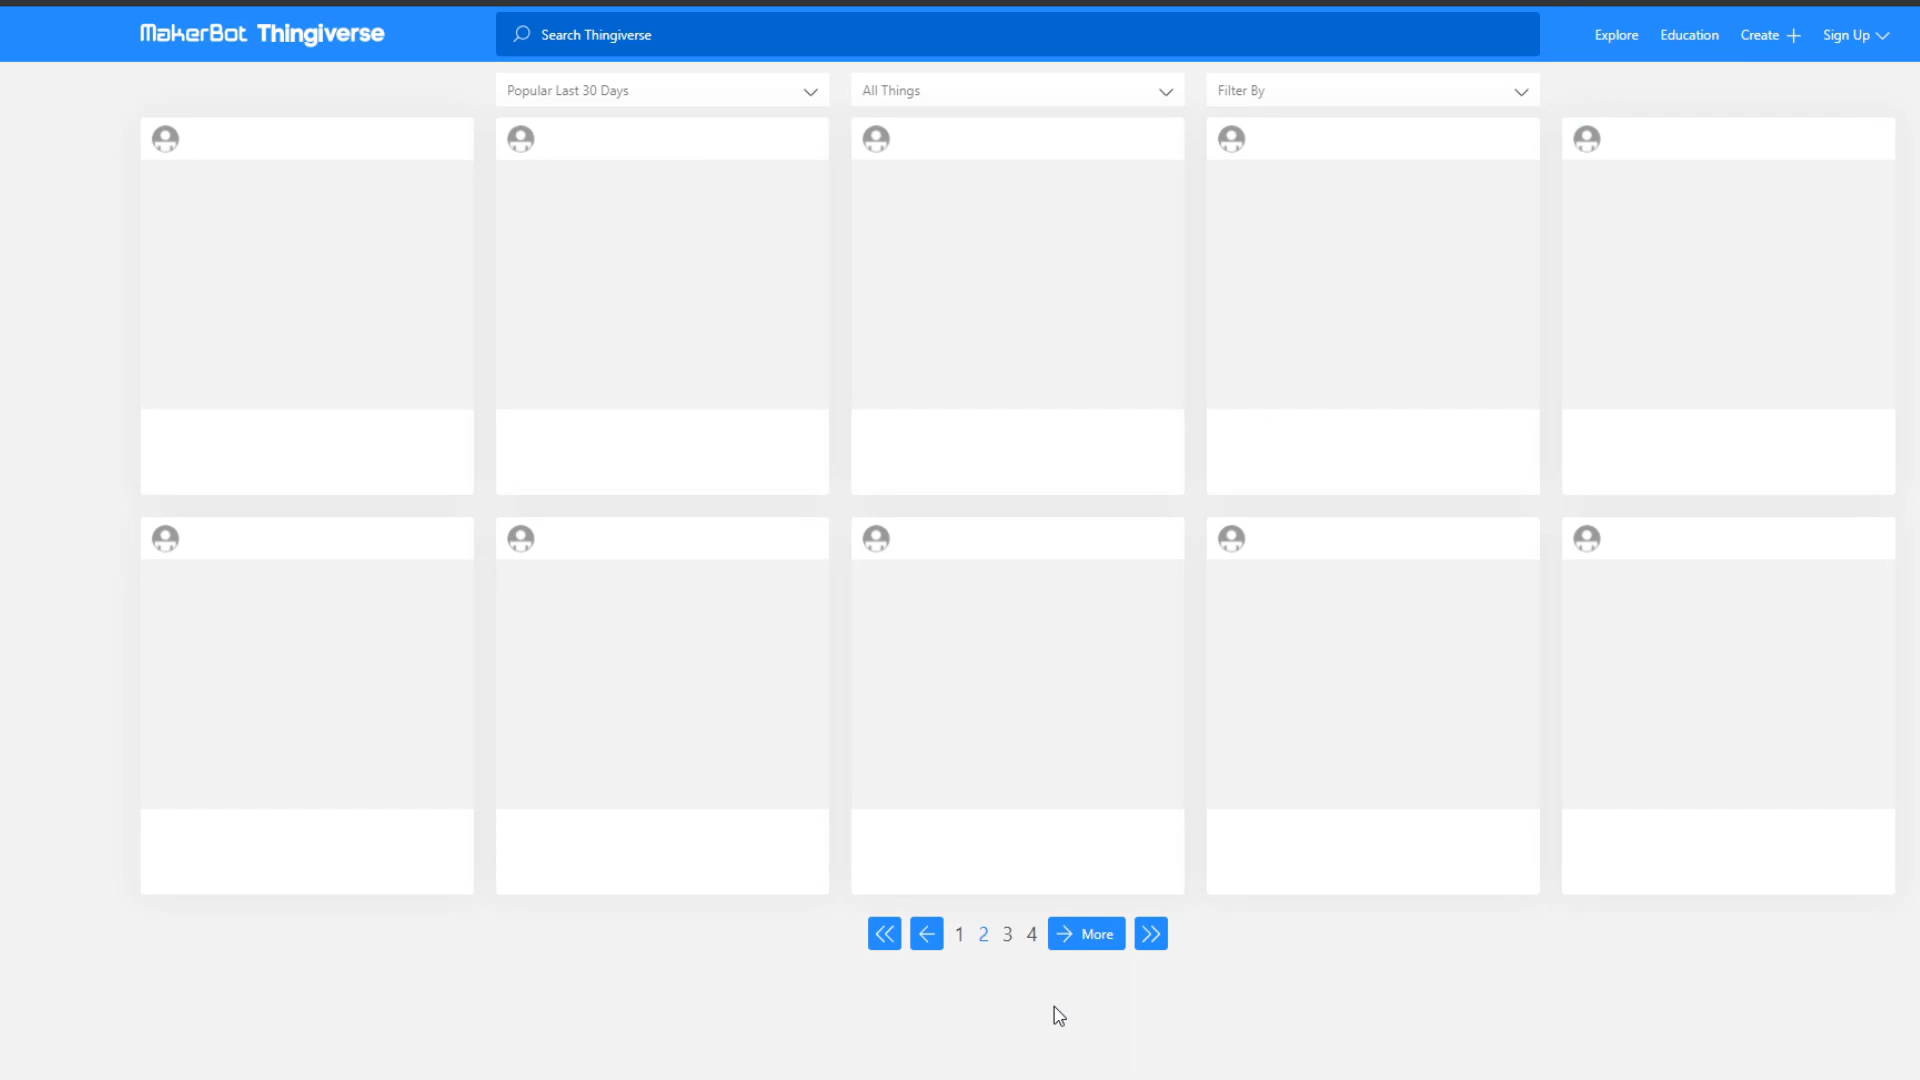 MakerBot Thingiverse
Search Thingiverse
Explore
Education
Create
Sign Up
Popular Last 30 Days
All Things
Filter By
1 2 3 4 More